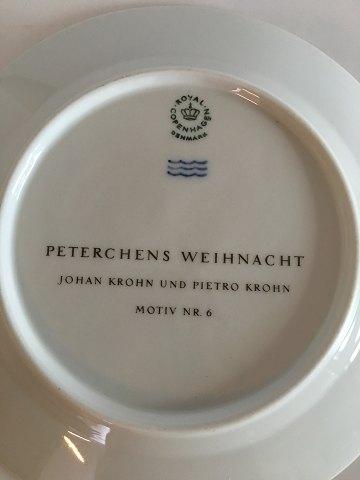 ROYAL
COPENHAGEN
DENMARK
PETERCHENS WEIHNACHT
JOHAN KROHN UND PIETRO KROHN
MOTIV NR. 6